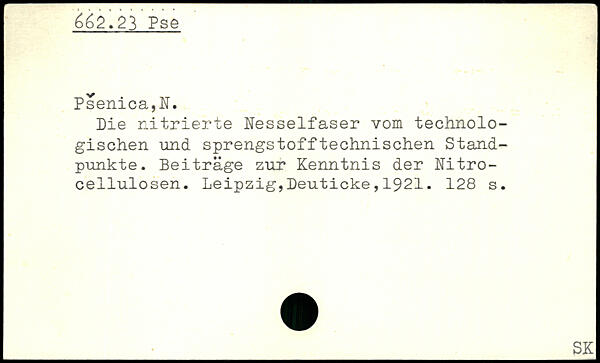 662.23 Pse
Pšenica,N.
Die nitrierte Nesselfaser vom technolo-
gischen und sprengstofftechnischen Stand-
punkte. Beiträge zur Kenntnis der Nitro-
cellulosen. Leipzig,Deuticke,1921. 128 s.
SK